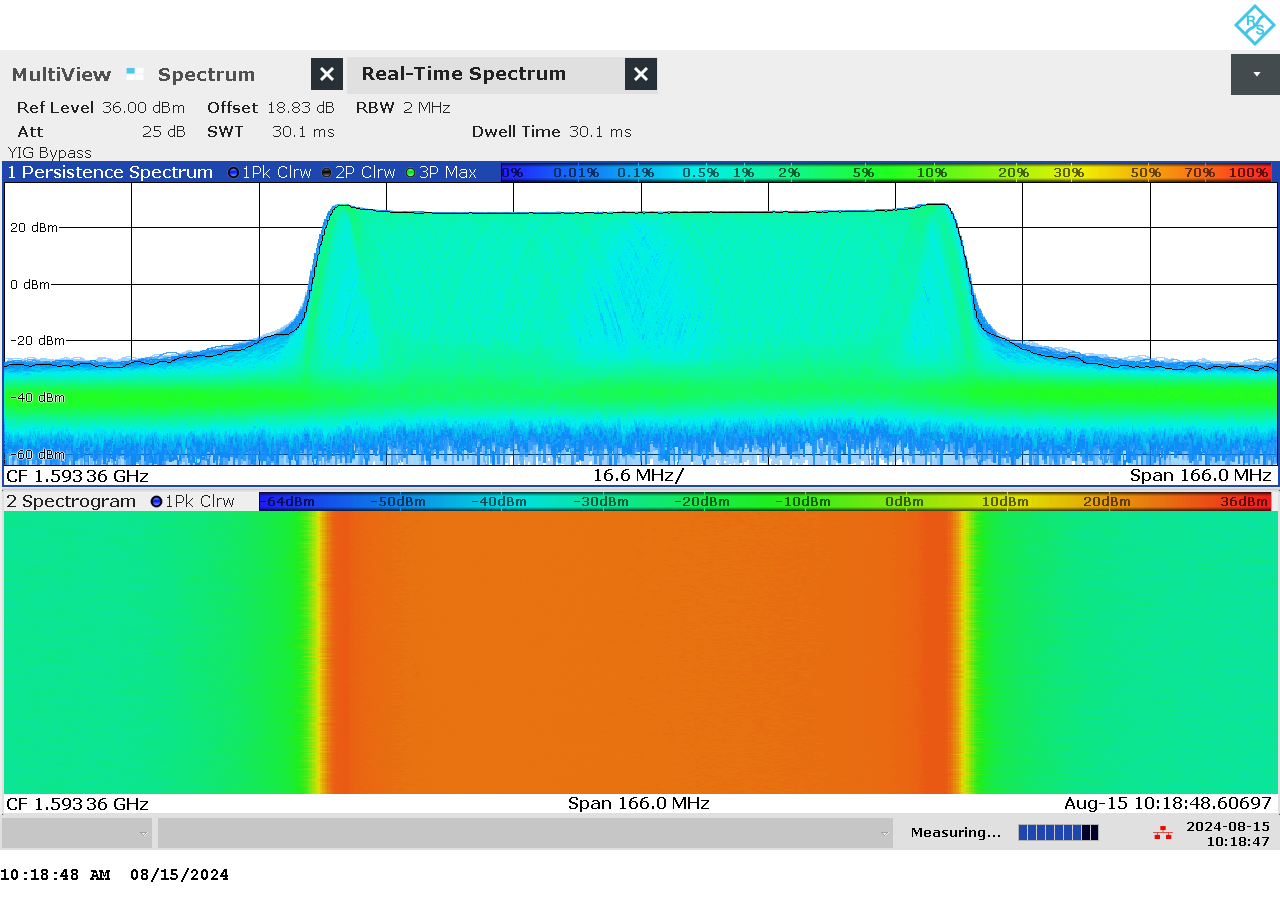 R S
MultiView Spectrum Real-Time Spectrum
Ref Level 36.00 dBm Offset 18.83 dB RBW 2 MHz
Att 25 dB SWT 30.1 ms Dwell Time 30.1 ms
YIG Bypass
1 Persistence Spectrum 1Pk Clrw 2P Clrw 3P Max 0% 0.01% 0.1% 0.5% 1% 2% 5% 10% 20% 30% 50% 70% 100%
20 dBm
0 dBm
-20 dBm
-40 dBm
-60 dBm
CF 1.59336 GHz 16.6 MHz/ Span 166.0 MHz
2 Spectrogram 1Pk Clrw -64dBm -50dBm -40dBm -30dBm -20dBm -10dBm 0dBm 10dBm 20dBm 36dBm
CF 1.59336 GHz Span 166.0 MHz Aug-15 10:18:48.60697
Measuring... 2024-08-15
10:18:47
10:18:48 AM 08/15/2024